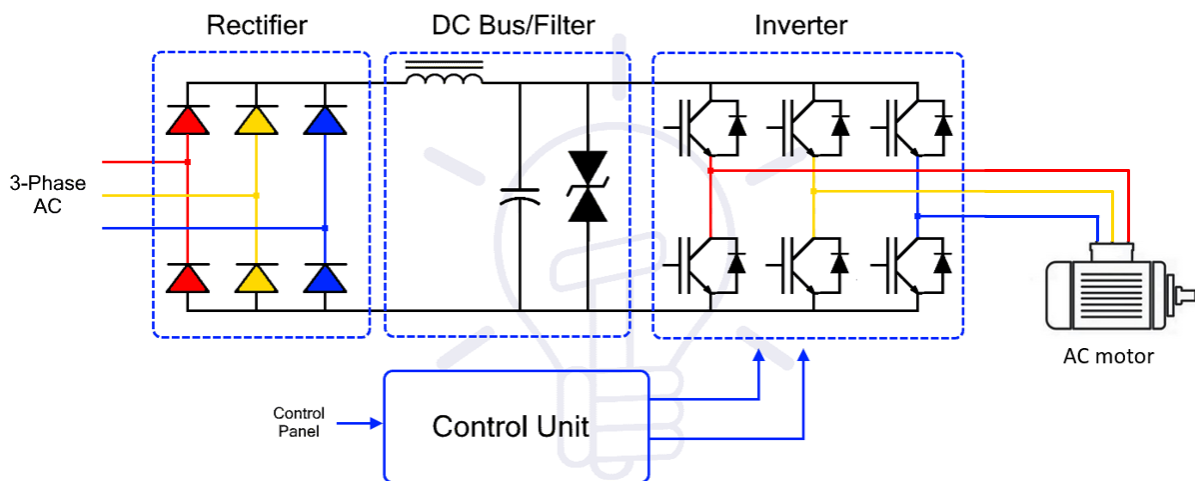 Rectifier
DC Bus/Filter
Inverter
3-Phase
AC
AC motor
Control
Panel
Control Unit